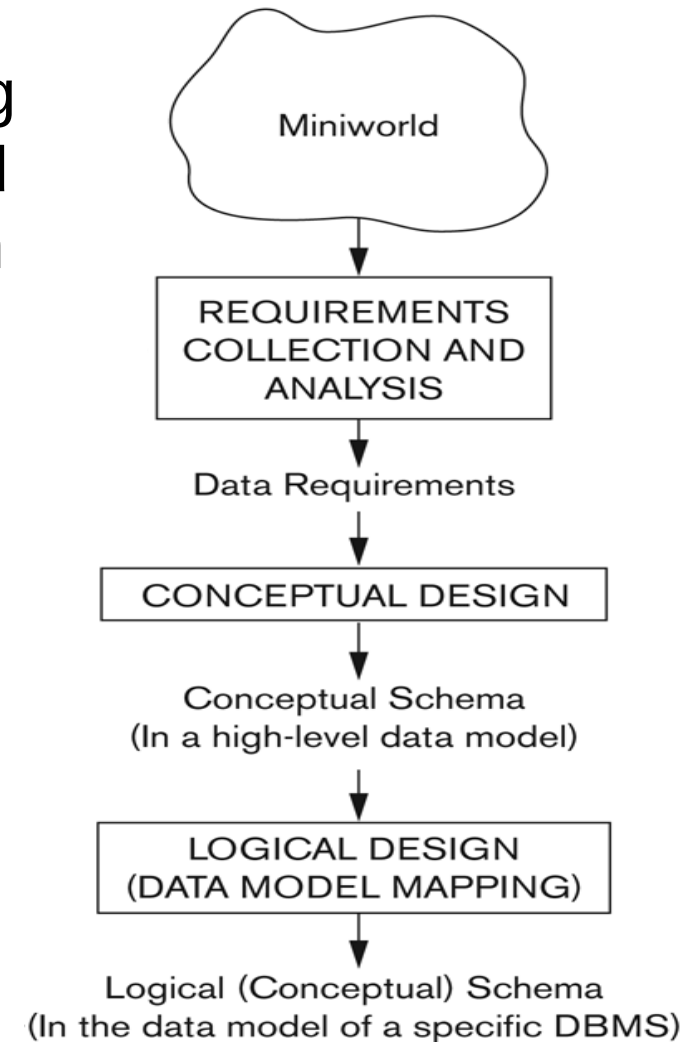 g
l
Miniworld
REQUIREMENTS
COLLECTION AND
ANALYSIS
Data Requirements
CONCEPTUAL DESIGN
Conceptual Schema
(In a high-level data model)
LOGICAL DESIGN
(DATA MODEL MAPPING)
Logical (Conceptual) Schema
(In the data model of a specific DBMS)